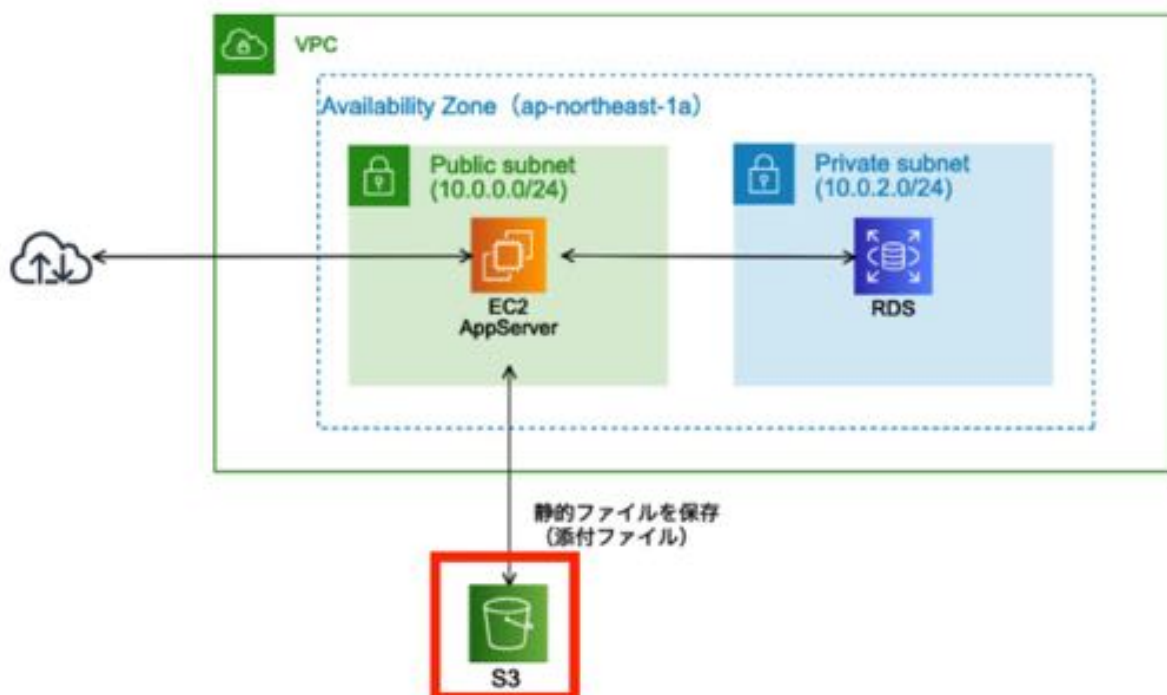 VPC
Availability Zone（ap-northeast-1a）
Public subnet
(10.0.0.0/24)
Private subnet
(10.0.2.0/24)
EC2
AppServer
RDS
静的ファイルを保存
（添付ファイル）
S3